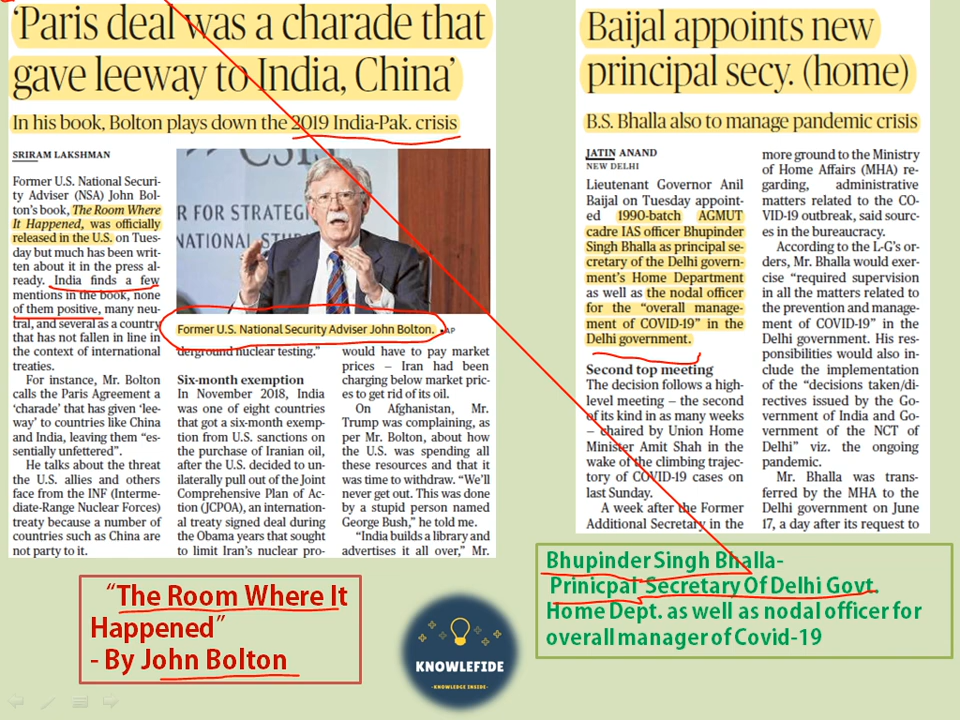 ‘Paris deal was a charade that
gave leeway to India, China’
In his book, Bolton plays down the 2019 India-Pak. crisis
SRIRAM LAKSHMAN
Former U.S. National Securi-
ty Adviser (NSA) John Bol-
ton’s book, The Room Where
It Happened, was officially
released in the U.S. on Tues-
day but much has been writ-
ten about it in the press al-
ready. India finds a few
mentions in the book, none
of them positive, many neu-
tral, and several as a country
that has not fallen in line in
the context of international
treaties.
For instance, Mr. Bolton
calls the Paris Agreement a
‘charade’ that has given ‘lee-
way’ to countries like China
and India, leaving them “es-
sentially unfettered”.
He talks about the threat
the U.S. allies and others
face from the INF (Interme-
diate-Range Nuclear Forces)
treaty because a number of
countries such as China are
not party to it.
CSIS
R FOR STRATEG
NATIONAL STUD
Former U.S. National Security Adviser John Bolton. •AP
derground nuclear testing.”
Six-month exemption
In November 2018, India
was one of eight countries
that got a six-month exemp-
tion from U.S. sanctions on
the purchase of Iranian oil,
after the U.S. decided to un-
ilaterally pull out of the Joint
Comprehensive Plan of Ac-
tion (JCPOA), an internation-
al treaty signed deal during
the Obama years that sought
to limit Iran’s nuclear pro-
would have to pay market
prices – Iran had been
charging below market pric-
es to get rid of its oil.
On Afghanistan, Mr.
Trump was complaining, as
per Mr. Bolton, about how
the U.S. was spending all
these resources and that it
was time to withdraw. “We’ll
never get out. This was done
by a stupid person named
George Bush,” he told me.
“India builds a library and
advertises it all over,” Mr.
Baijal appoints new
principal secy. (home)
B.S. Bhalla also to manage pandemic crisis
JATIN ANAND
NEW DELHI
Lieutenant Governor Anil
Baijal on Tuesday appoint-
ed 1990-batch AGMUT
cadre IAS officer Bhupinder
Singh Bhalla as principal se-
cretary of the Delhi govern-
ment’s Home Department
as well as the nodal officer
for the “overall manage-
ment of COVID-19” in the
Delhi government.
Second top meeting
The decision follows a high-
level meeting – the second
of its kind in as many weeks
– chaired by Union Home
Minister Amit Shah in the
wake of the climbing trajec-
tory of COVID-19 cases on
last Sunday.
A week after the Former
Additional Secretary in the
more ground to the Ministry
of Home Affairs (MHA) re-
garding, administrative
matters related to the CO-
VID-19 outbreak, said sourc-
es in the bureaucracy.
According to the L-G’s or-
ders, Mr. Bhalla would exer-
cise “required supervision
in all the matters related to
the prevention and manage-
ment of COVID-19” in the
Delhi government. His re-
sponsibilities would also in-
clude the implementation
of the “decisions taken/di-
rectives issued by the Go-
vernment of India and Go-
vernment of the NCT of
Delhi” viz. the ongoing
pandemic.
Mr. Bhalla was trans-
ferred by the MHA to the
Delhi government on June
17, a day after its request to
“The Room Where It
Happened”
- By John Bolton
KNOWLEFIDE
-KNOWLEDGE INSIDE-
Bhupinder Singh Bhalla-
Prinicpal Secretary Of Delhi Govt.
Home Dept. as well as nodal officer for
overall manager of Covid-19